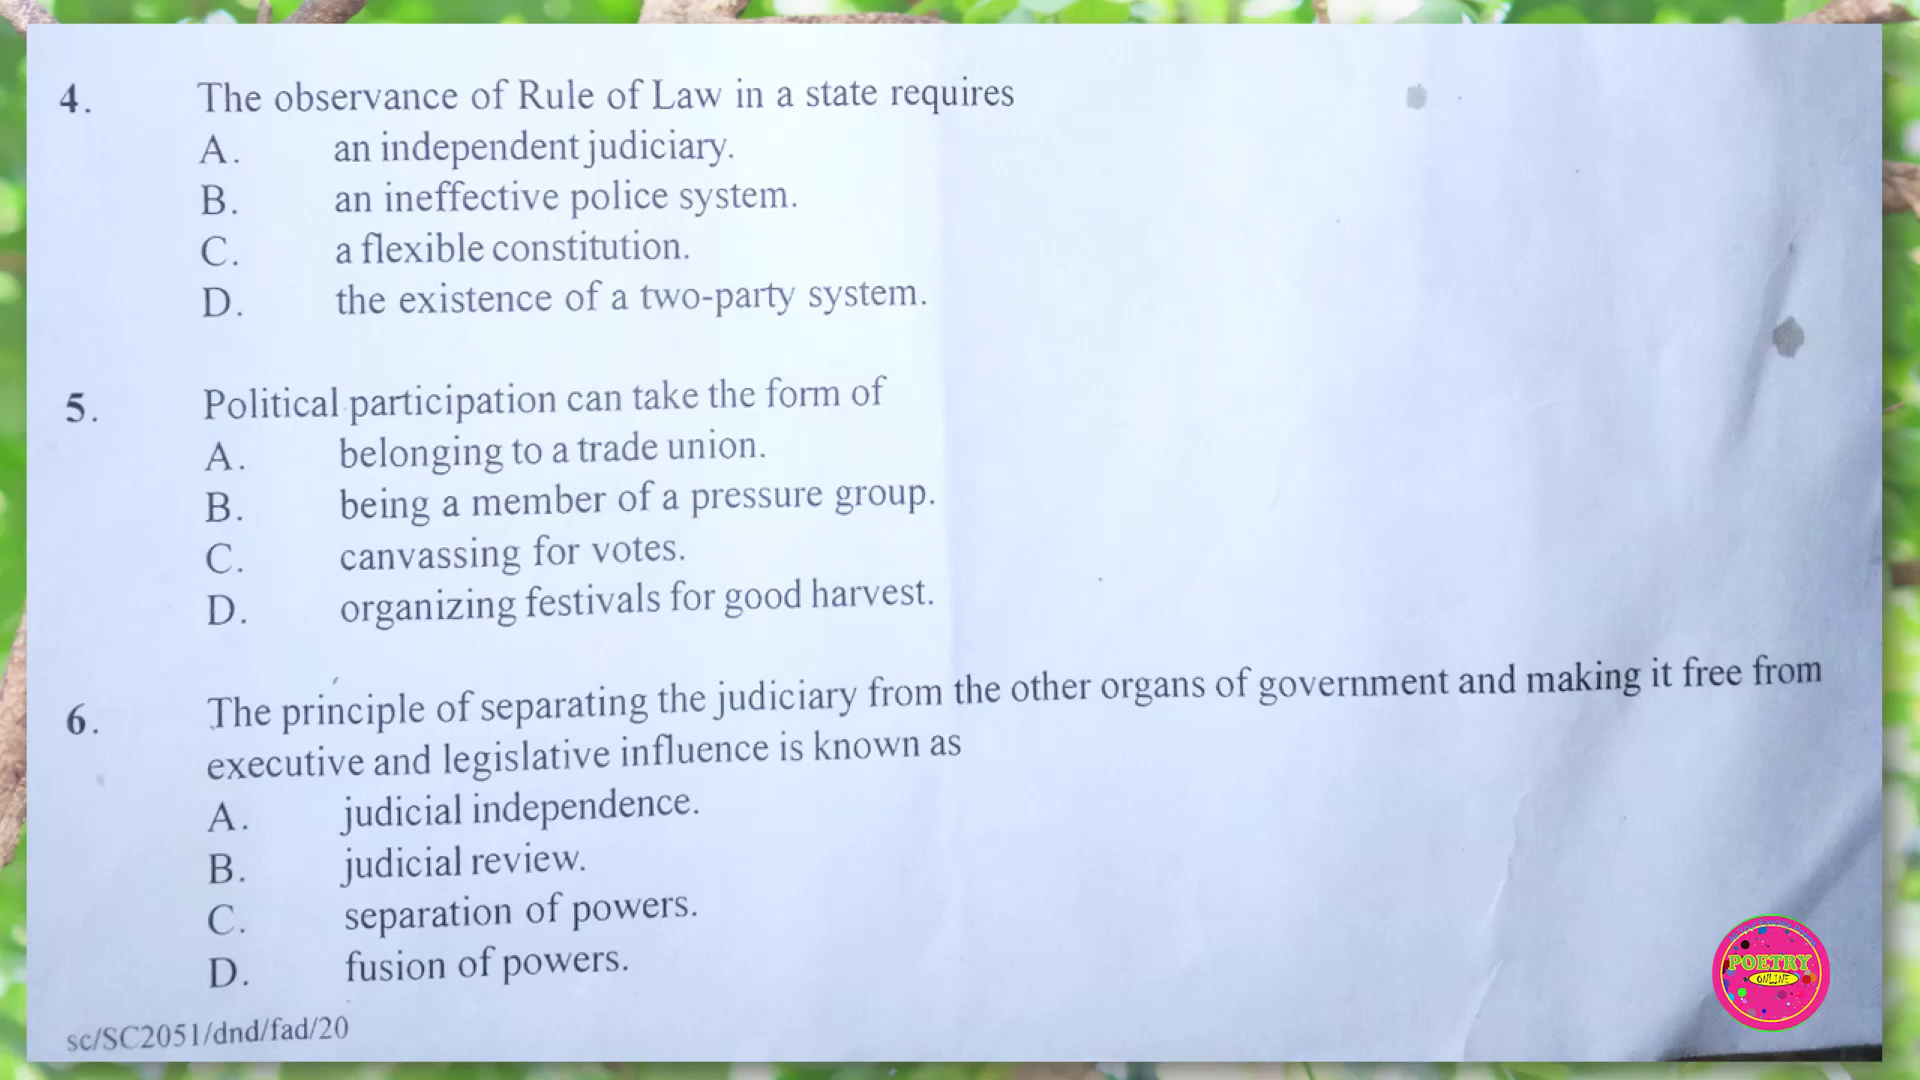 4. The observance of Rule of Law in a state requires
A. an independent judiciary.
B. an ineffective police system.
C. a flexible constitution.
D. the existence of a two-party system.
5. Political participation can take the form of
A. belonging to a trade union.
B. being a member of a pressure group.
C. canvassing for votes.
D. organizing festivals for good harvest.
6. The principle of separating the judiciary from the other organs of government and making it free from
executive and legislative influence is known as
A. judicial independence.
B. judicial review.
C. separation of powers.
D. fusion of powers.
sc/SC2051/dnd/fad/20
POETRY
ONLINE